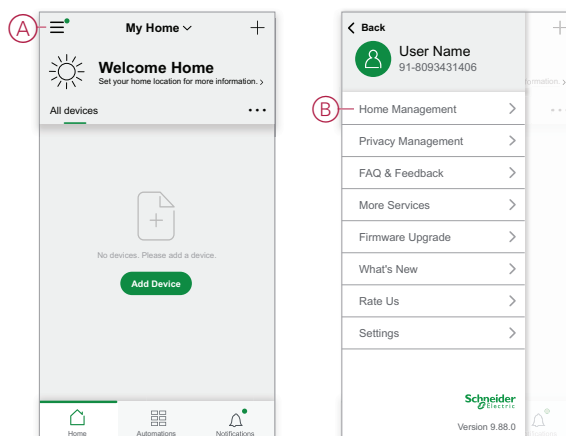 A
My Home
Welcome Home
Set your home location for more information. >
All devices
No devices. Please add a device.
Add Device
Home
Automations
Notifications
Back
User Name
91-8093431406
B
Home Management
Privacy Management
FAQ & Feedback
More Services
Firmware Upgrade
What's New
Rate Us
Settings
Schneider
Electric
Version 9.88.0